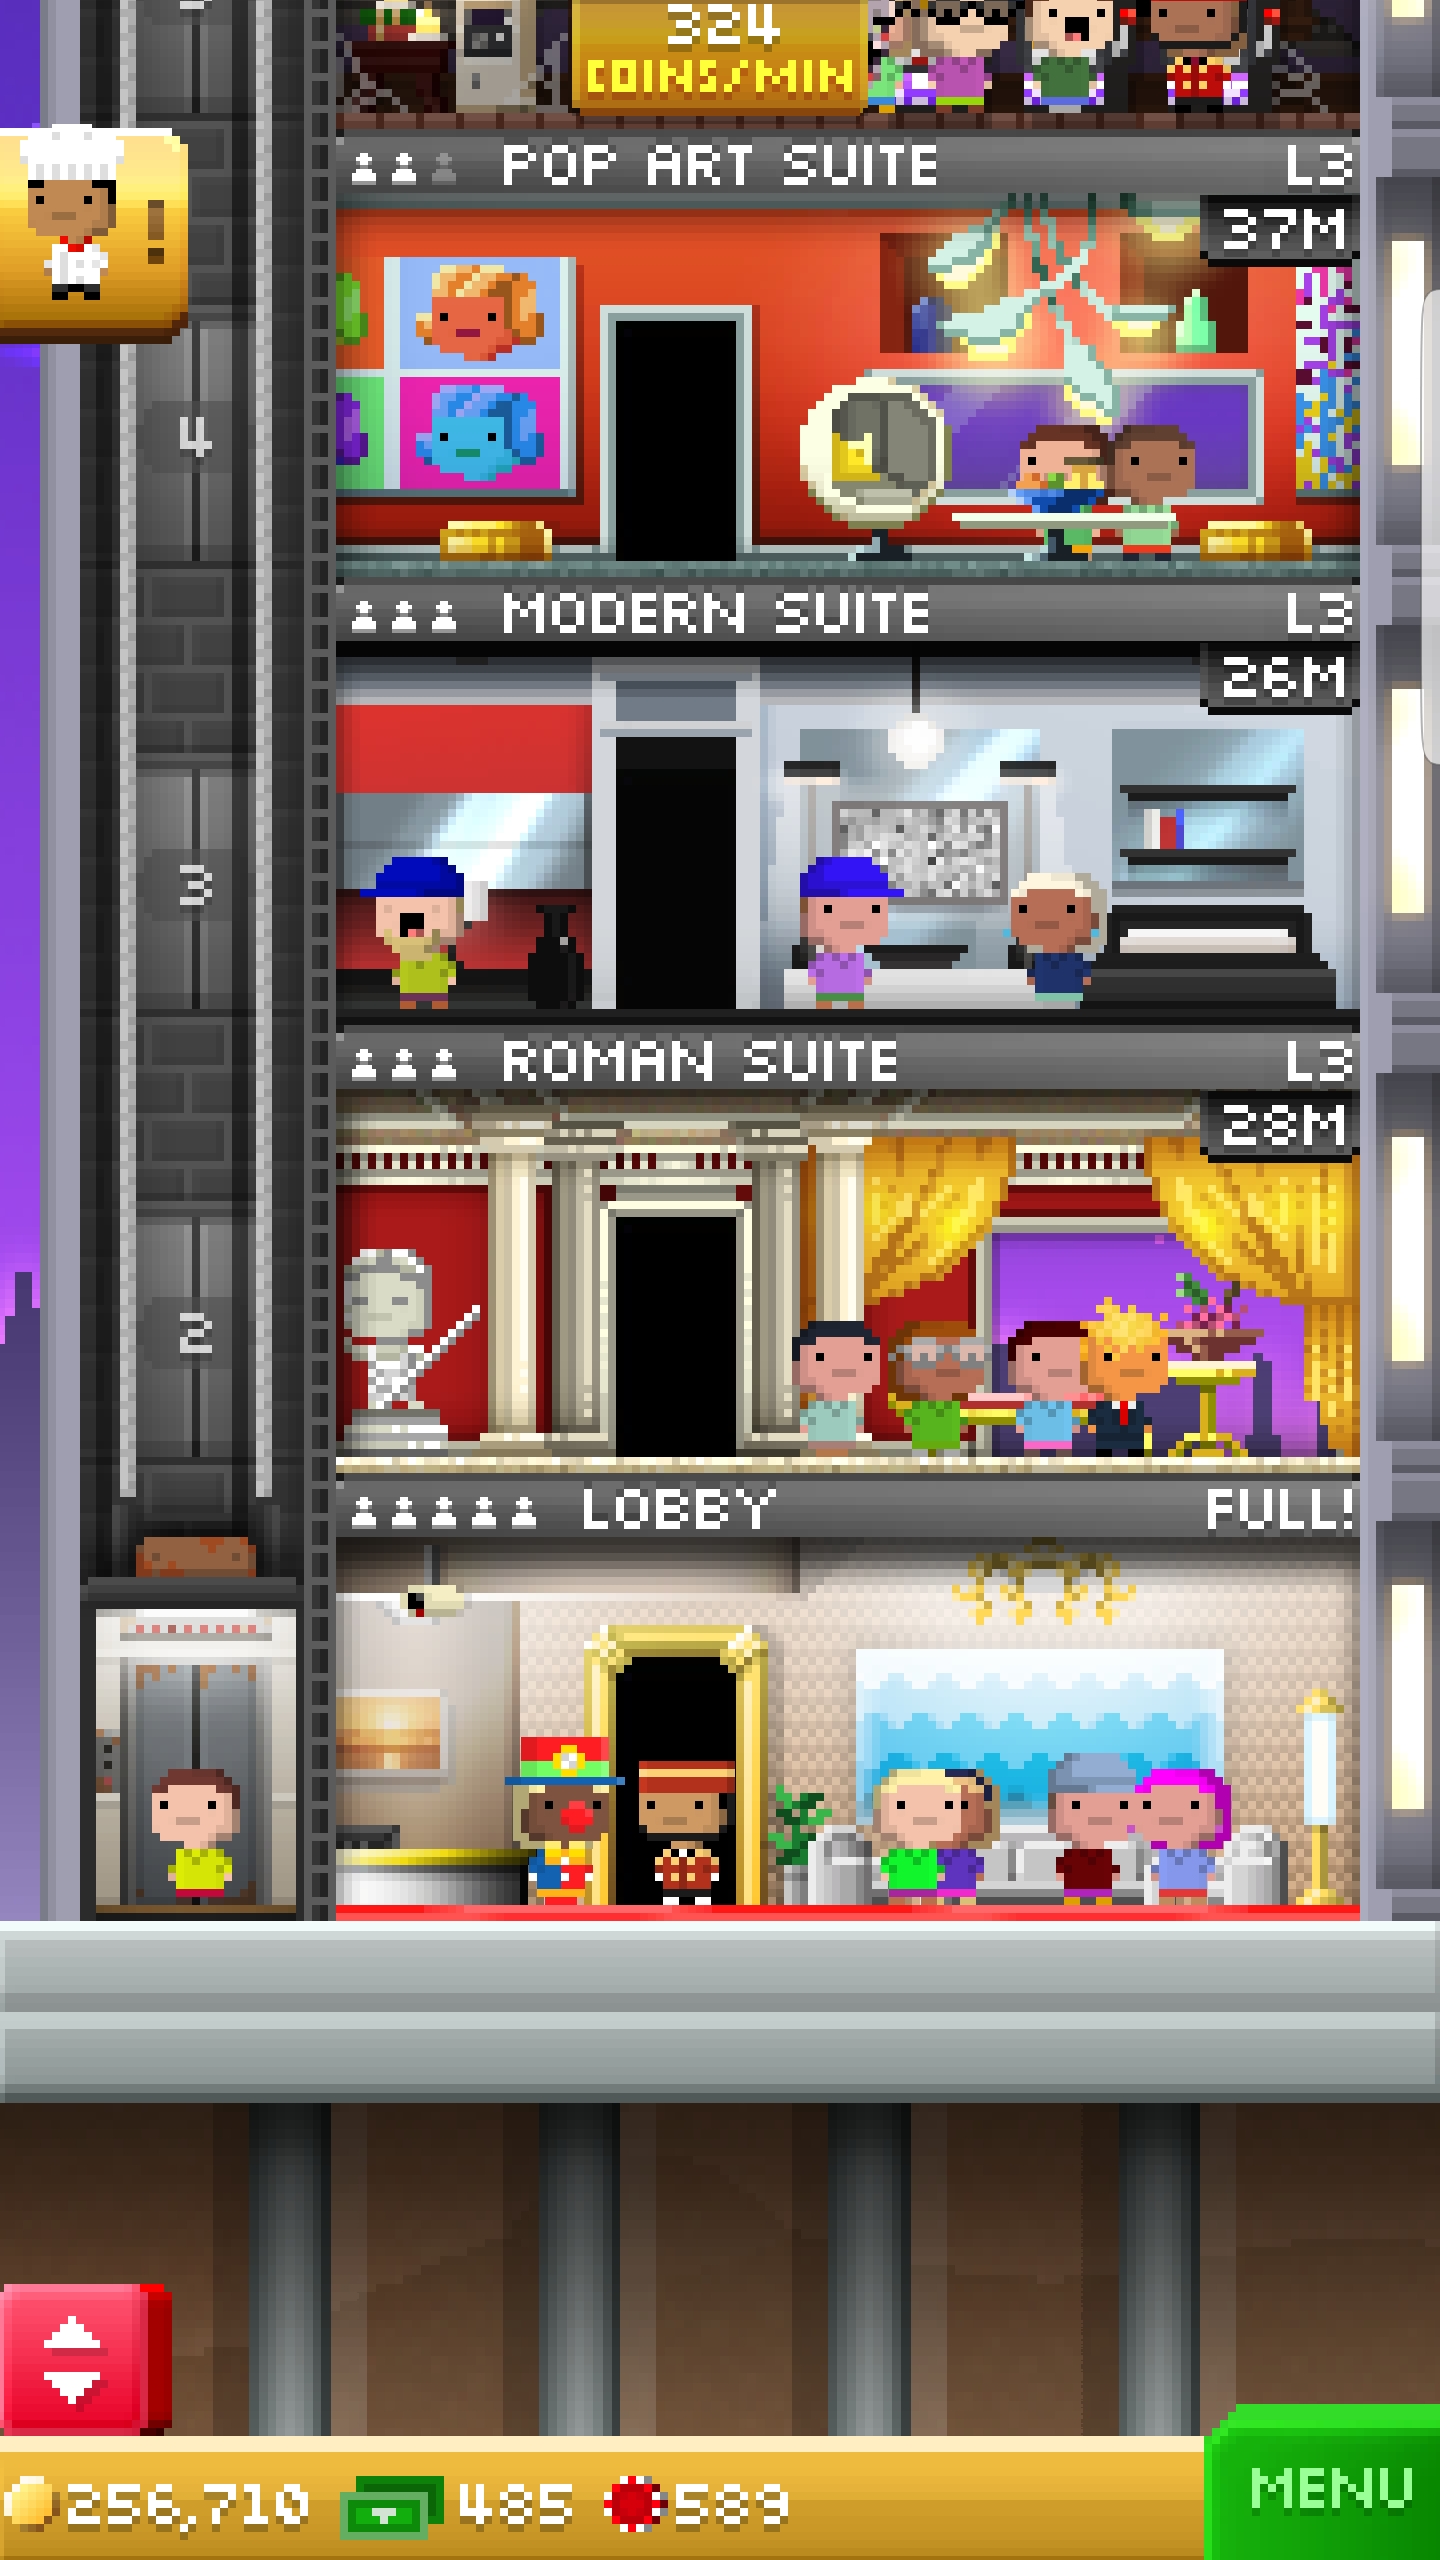 324
COINS/MIN
!
POP ART SUITE L3
37M
4
MODERN SUITE L3
26M
3
ROMAN SUITE L3
28M
2
LOBBY FULL!
256,710 485 589
MENU